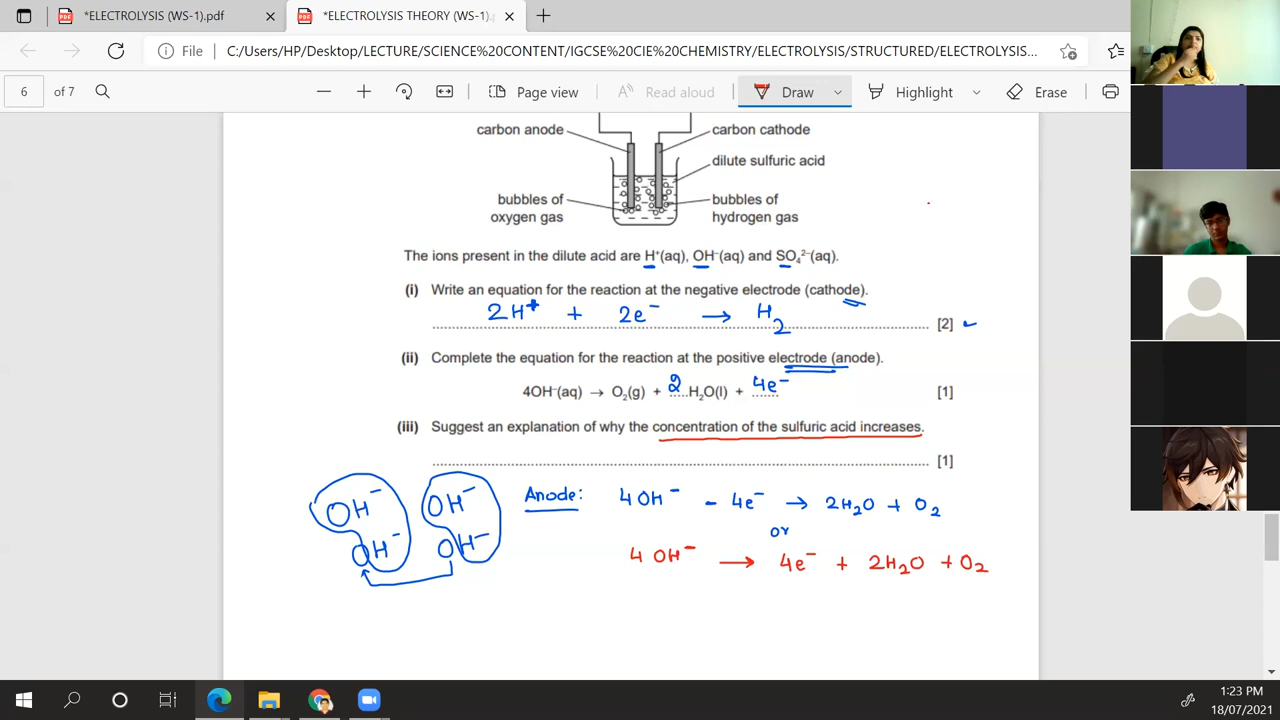 *ELECTROLYSIS (WS-1).pdf
*ELECTROLYSIS THEORY (WS-1)
File C:/Users/HP/Desktop/LECTURE/SCIENCE%20CONTENT/IGCSE%20CIE%20CHEMISTRY/ELECTROLYSIS/STRUCTURED/ELECTROLYSIS...
6 of 7 Page view Read aloud Draw Highlight Erase
carbon anode carbon cathode
dilute sulfuric acid
bubbles of oxygen gas
bubbles of hydrogen gas
The ions present in the dilute acid are H⁺(aq), OH⁻(aq) and SO₄²⁻(aq).
(i) Write an equation for the reaction at the negative electrode (cathode).
2H⁺ + 2e⁻ → H₂
[2]
(ii) Complete the equation for the reaction at the positive electrode (anode).
4OH⁻(aq) → O₂(g) + 2 H₂O(l) + 4e⁻ [1]
(iii) Suggest an explanation of why the concentration of the sulfuric acid increases.
[1]
OH⁻ OH⁻ Anode: 4OH⁻ - 4e⁻ → 2H₂O + O₂
or
OH⁻ OH⁻ 4OH⁻ → 4e⁻ + 2H₂O + O₂
1:23 PM
18/07/2021